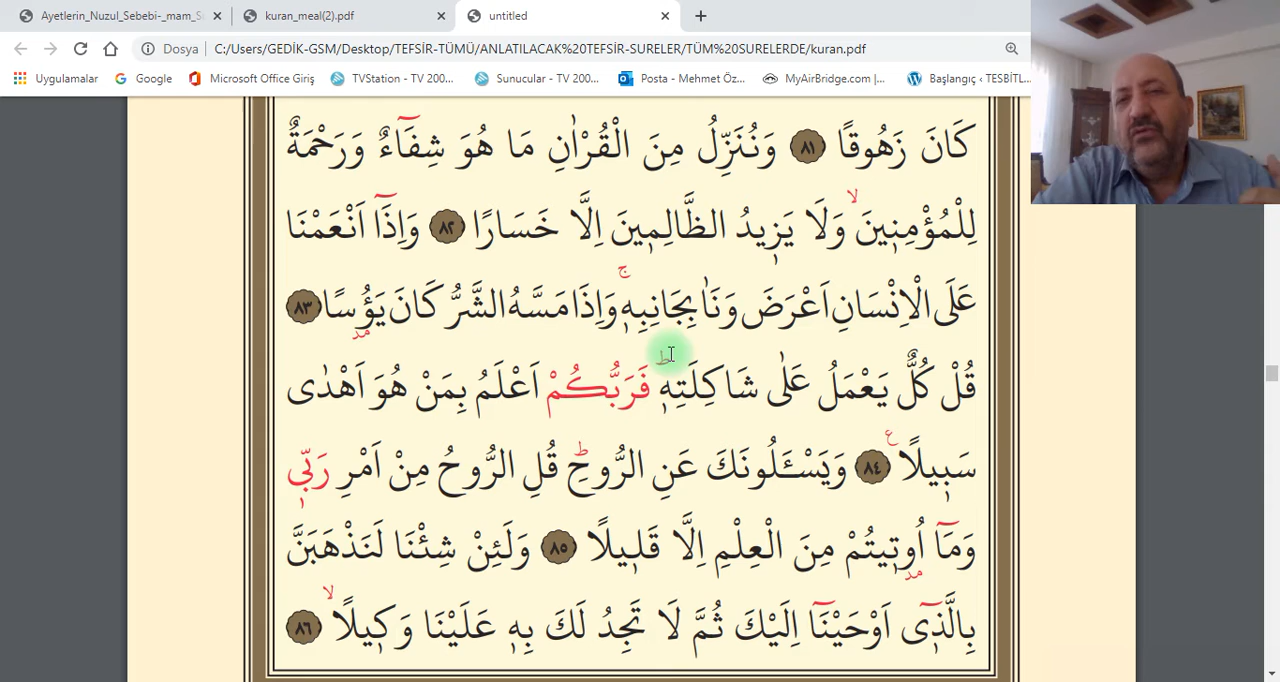 Ayetlerin_Nuzul_Sebebi-_mam_S
kuran_meal(2).pdf
untitled
Dosya
C:/Users/GEDİK-GSM/Desktop/TEFSİR-TÜMÜ/ANLATILACAK%20TEFSİR-SURELER/TÜM%20SURELERDE/kuran.pdf
Uygulamalar
Google
Microsoft Office Giriş
TVStation - TV 200...
Sunucular - TV 200...
Posta - Mehmet Öz...
MyAirBridge.com |...
Başlangıç ‹ TESBİTL...
كَانَ زَهُوقًا ﴿٨١﴾ وَنُنَزِّلُ مِنَ الْقُرْاٰنِ مَا هُوَ شِفَٓاءٌ وَرَحْمَةٌ
لِلْمُؤْمِن۪ينَۙ وَلَا يَز۪يدُ الظَّالِم۪ينَ اِلَّا خَسَارًا ﴿٨٢﴾ وَاِذَٓا اَنْعَمْنَا
عَلَى الْاِنْسَانِ اَعْرَضَ وَنَاٰ بِجَانِبِه۪ۚ وَاِذَا مَسَّهُ الشَّرُّ كَانَ يَؤُ۫سًا ﴿٨٣﴾
قُلْ كُلٌّ يَعْمَلُ عَلٰى شَاكِلَتِه۪ۜ فَرَبُّكُمْ اَعْلَمُ بِمَنْ هُوَ اَهْدٰى
سَب۪يلًا۟ ﴿٨٤﴾ وَيَسْـَٔلُونَكَ عَنِ الرُّوحِۜ قُلِ الرُّوحُ مِنْ اَمْرِ رَبّ۪ي
وَمَٓا اُو۫ت۪يتُمْ مِنَ الْعِلْمِ اِلَّا قَل۪يلًا ﴿٨٥﴾ وَلَئِنْ شِئْنَا لَنَذْهَبَنَّ
بِالَّذ۪ٓي اَوْحَيْنَٓا اِلَيْكَ ثُمَّ لَا تَجِدُ لَكَ بِه۪ عَلَيْنَا وَك۪يلًاۙ ﴿٨٦﴾